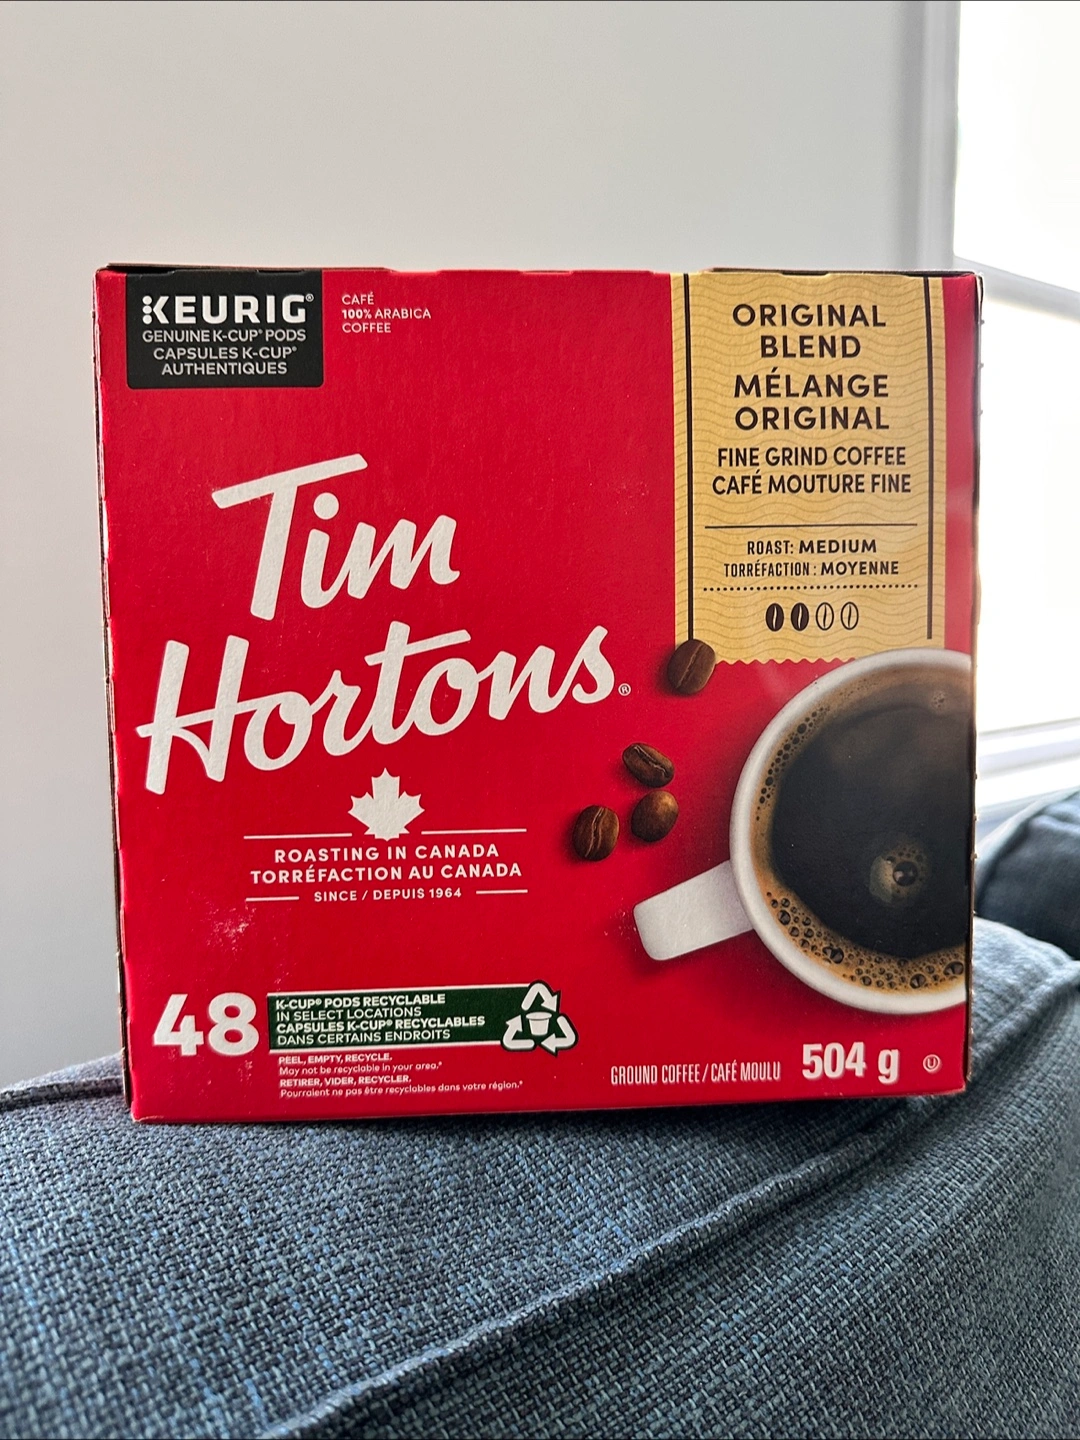 KEURIG®
GENUINE K-CUP® PODS
CAPSULES K-CUP®
AUTHENTIQUES
CAFÉ
100% ARABICA
COFFEE
ORIGINAL
BLEND
MÉLANGE
ORIGINAL
FINE GRIND COFFEE
CAFÉ MOUTURE FINE
ROAST: MEDIUM
TORRÉFACTION : MOYENNE
Tim
Hortons®
ROASTING IN CANADA
TORRÉFACTION AU CANADA
SINCE / DEPUIS 1964
48
K-CUP® PODS RECYCLABLE
IN SELECT LOCATIONS
CAPSULES K-CUP® RECYCLABLES
DANS CERTAINS ENDROITS
PEEL, EMPTY, RECYCLE.
May not be recyclable in your area.*
RETIRER, VIDER, RECYCLER.
Pourraient ne pas être recyclables dans votre région.*
GROUND COFFEE / CAFÉ MOULU 504 g
U